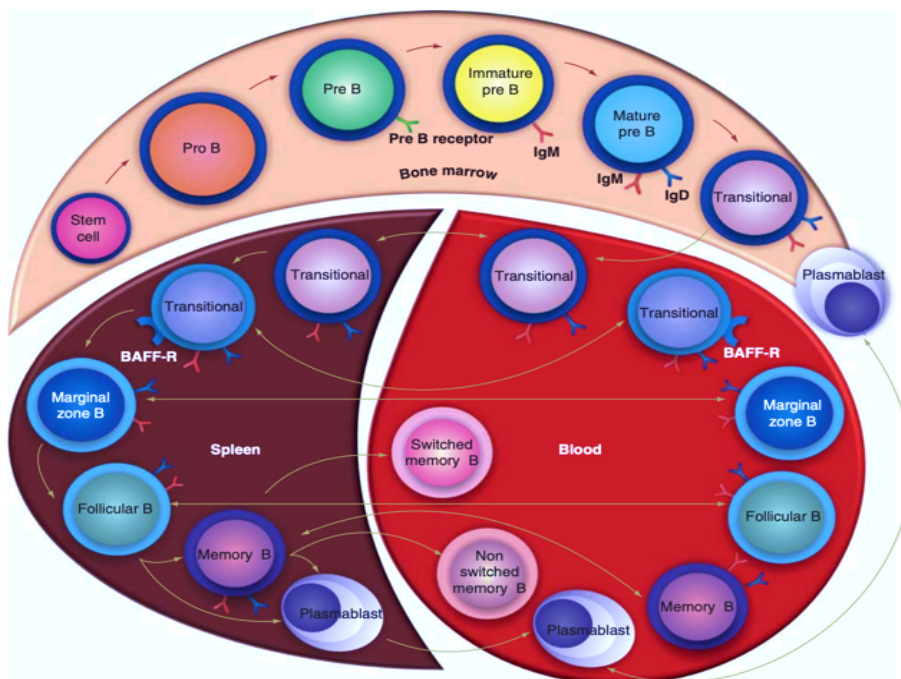 Stem
cell
Pro B
Pre B
Pre B receptor
Immature
pre B
IgM
Mature
pre B
IgM
IgD
Transitional
Bone marrow
Plasmablast
Transitional
Transitional
BAFF-R
Marginal
zone B
Follicular B
Spleen
Memory B
Plasmablast
Transitional
Transitional
BAFF-R
Marginal
zone B
Switched
memory B
Blood
Follicular B
Non
switched
memory B
Memory B
Plasmablast